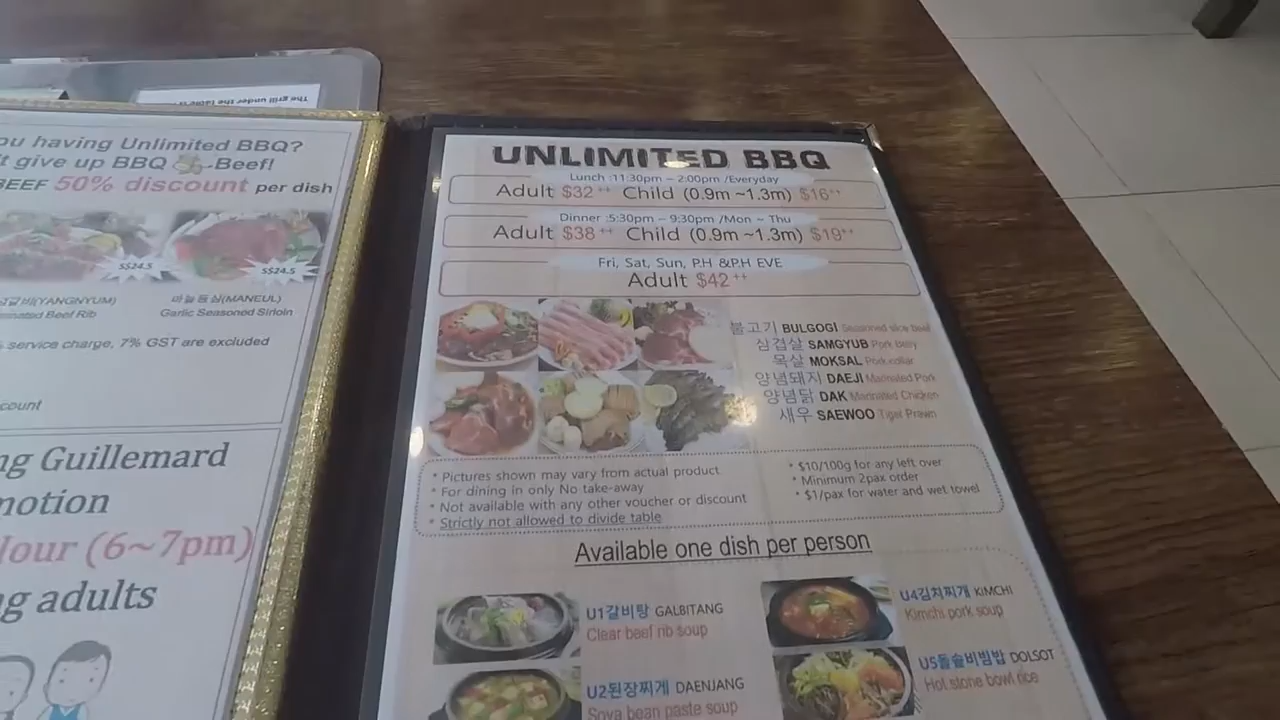 The grill under the table is
ou having Unlimited BBQ?
t give up BBQ Beef!
BEEF 50% discount per dish
S$24.5
S$24.5
(YANGNYUM)
마늘등심(MANEUL)
Beef Rib
Garlic Seasoned Sirloin
service charge, 7% GST are excluded
count
ng Guillemard
motion
Hour (6~7pm)
ng adults
UNLIMITED BBQ
Lunch :11:30pm ~ 2:00pm /Everyday
Adult $32++ Child (0.9m ~1.3m) $16++
Dinner :5:30pm ~ 9:30pm /Mon ~ Thu
Adult $38++ Child (0.9m ~1.3m) $19++
Fri, Sat, Sun, P.H &P.H EVE
Adult $42++
불고기 BULGOGI Seasoned slice beef
삼겹살 SAMGYUB Pork belly
목살 MOKSAL Pork collar
양념돼지 DAEJI Marinated Pork
양념닭 DAK Marinated Chicken
새우 SAEWOO Tiger Prawn
* Pictures shown may vary from actual product
* For dining in only No take-away
* Not available with any other voucher or discount
* Strictly not allowed to divide table
* $10/100g for any left over
* Minimum 2pax order
* $1/pax for water and wet towel
Available one dish per person
U1갈비탕 GALBITANG
Clear beef rib soup
U2된장찌개 DAENJANG
Soya bean paste soup
U4김치찌개 KIMCHI
Kimchi pork soup
U5돌솥비빔밥 DOLSOT
Hot stone bowl rice